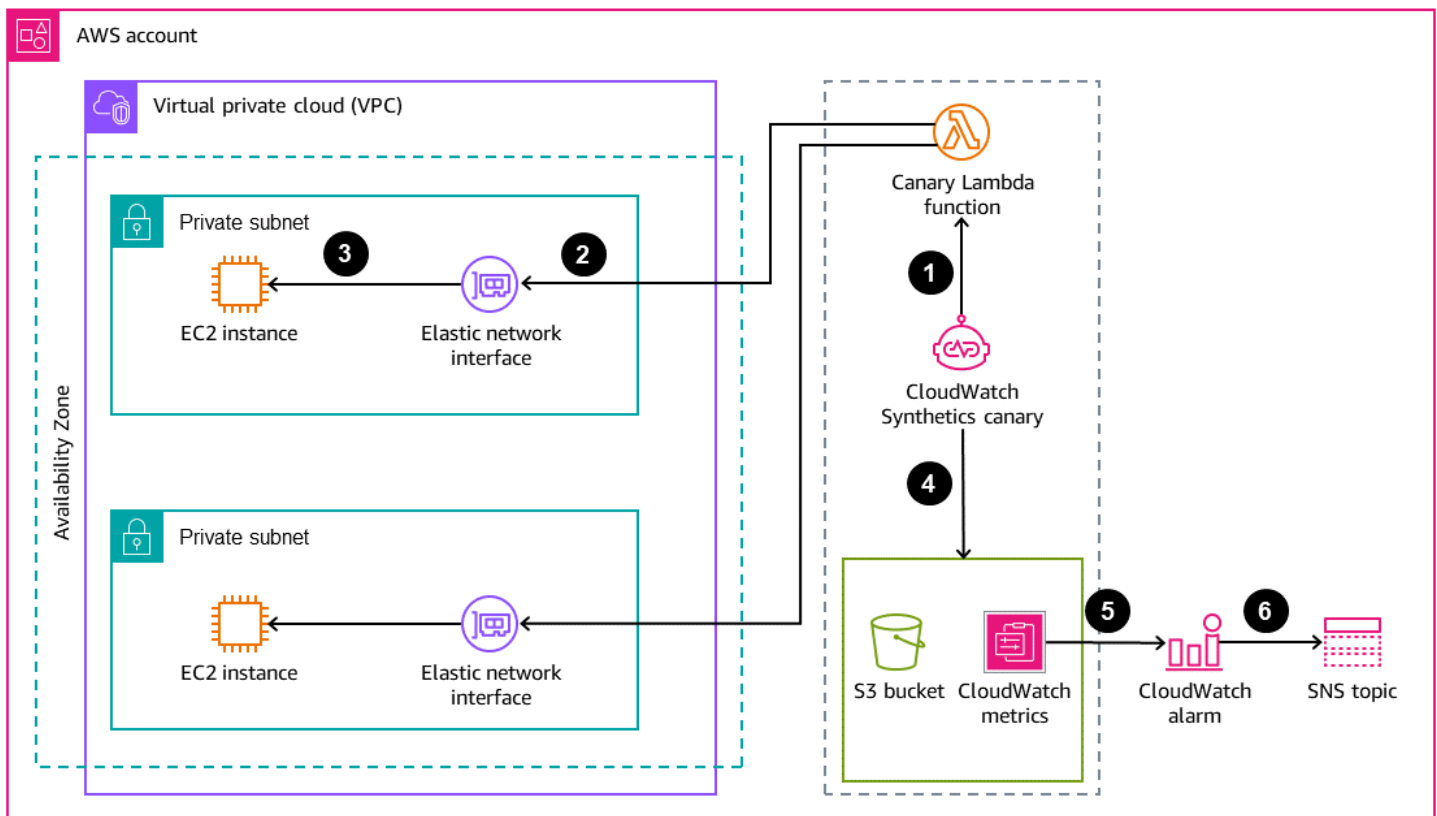 AWS account
Virtual private cloud (VPC)
Availability Zone
Private subnet
3
2
EC2 instance
Elastic network
interface
Private subnet
EC2 instance
Elastic network
interface
Canary Lambda
function
1
CloudWatch
Synthetics canary
4
S3 bucket
CloudWatch
metrics
5
CloudWatch
alarm
6
SNS topic